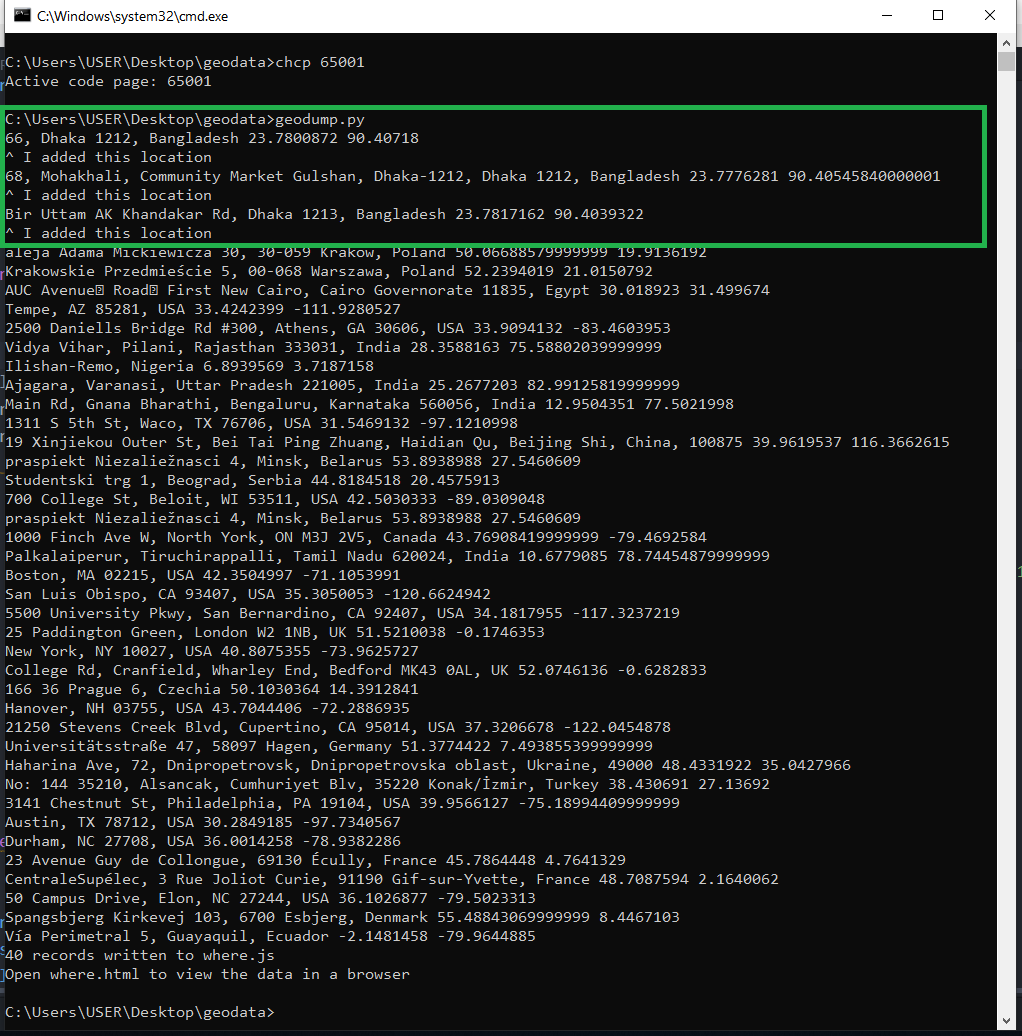 C:\Windows\system32\cmd.exe
C:\Users\USER\Desktop\geodata>chcp 65001
Active code page: 65001
C:\Users\USER\Desktop\geodata>geodump.py
66, Dhaka 1212, Bangladesh 23.7800872 90.40718
^ I added this location
68, Mohakhali, Community Market Gulshan, Dhaka-1212, Dhaka 1212, Bangladesh 23.7776281 90.40545840000001
^ I added this location
Bir Uttam AK Khandakar Rd, Dhaka 1213, Bangladesh 23.7817162 90.4039322
^ I added this location
aleja Adama Mickiewicza 30, 30-059 Kraków, Poland 50.06688579999999 19.9136192
Krakowskie Przedmieście 5, 00-068 Warszawa, Poland 52.2394019 21.0150792
AUC Avenue� Road� First New Cairo, Cairo Governorate 11835, Egypt 30.018923 31.499674
Tempe, AZ 85281, USA 33.4242399 -111.9280527
2500 Daniells Bridge Rd #300, Athens, GA 30606, USA 33.9094132 -83.4603953
Vidya Vihar, Pilani, Rajasthan 333031, India 28.3588163 75.58802039999999
Ilishan-Remo, Nigeria 6.8939569 3.7187158
Ajagara, Varanasi, Uttar Pradesh 221005, India 25.2677203 82.99125819999999
Main Rd, Gnana Bharathi, Bengaluru, Karnataka 560056, India 12.9504351 77.5021998
1311 S 5th St, Waco, TX 76706, USA 31.5469132 -97.1210998
19 Xinjiekou Outer St, Bei Tai Ping Zhuang, Haidian Qu, Beijing Shi, China, 100875 39.9619537 116.3662615
praspiekt Niezaliežnasci 4, Minsk, Belarus 53.8938988 27.5460609
Studentski trg 1, Beograd, Serbia 44.8184518 20.4575913
700 College St, Beloit, WI 53511, USA 42.5030333 -89.0309048
praspiekt Niezaliežnasci 4, Minsk, Belarus 53.8938988 27.5460609
1000 Finch Ave W, North York, ON M3J 2V5, Canada 43.76908419999999 -79.4692584
Palkalaiperur, Tiruchirappalli, Tamil Nadu 620024, India 10.6779085 78.74454879999999
Boston, MA 02215, USA 42.3504997 -71.1053991
San Luis Obispo, CA 93407, USA 35.3050053 -120.6624942
5500 University Pkwy, San Bernardino, CA 92407, USA 34.1817955 -117.3237219
25 Paddington Green, London W2 1NB, UK 51.5210038 -0.1746353
New York, NY 10027, USA 40.8075355 -73.9625727
College Rd, Cranfield, Wharley End, Bedford MK43 0AL, UK 52.0746136 -0.6282833
166 36 Prague 6, Czechia 50.1030364 14.3912841
Hanover, NH 03755, USA 43.7044406 -72.2886935
21250 Stevens Creek Blvd, Cupertino, CA 95014, USA 37.3206678 -122.0454878
Universitätsstraße 47, 58097 Hagen, Germany 51.3774422 7.493855399999999
Haharina Ave, 72, Dnipropetrovsk, Dnipropetrovska oblast, Ukraine, 49000 48.4331922 35.0427966
No: 144 35210, Alsancak, Cumhuriyet Blv, 35220 Konak/İzmir, Turkey 38.430691 27.13692
3141 Chestnut St, Philadelphia, PA 19104, USA 39.9566127 -75.18994409999999
Austin, TX 78712, USA 30.2849185 -97.7340567
Durham, NC 27708, USA 36.0014258 -78.9382286
23 Avenue Guy de Collongue, 69130 Écully, France 45.7864448 4.7641329
CentraleSupélec, 3 Rue Joliot Curie, 91190 Gif-sur-Yvette, France 48.7087594 2.1640062
50 Campus Drive, Elon, NC 27244, USA 36.1026877 -79.5023313
Spangsbjerg Kirkevej 103, 6700 Esbjerg, Denmark 55.48843069999999 8.4467103
Vía Perimetral 5, Guayaquil, Ecuador -2.1481458 -79.9644885
40 records written to where.js
Open where.html to view the data in a browser
C:\Users\USER\Desktop\geodata>